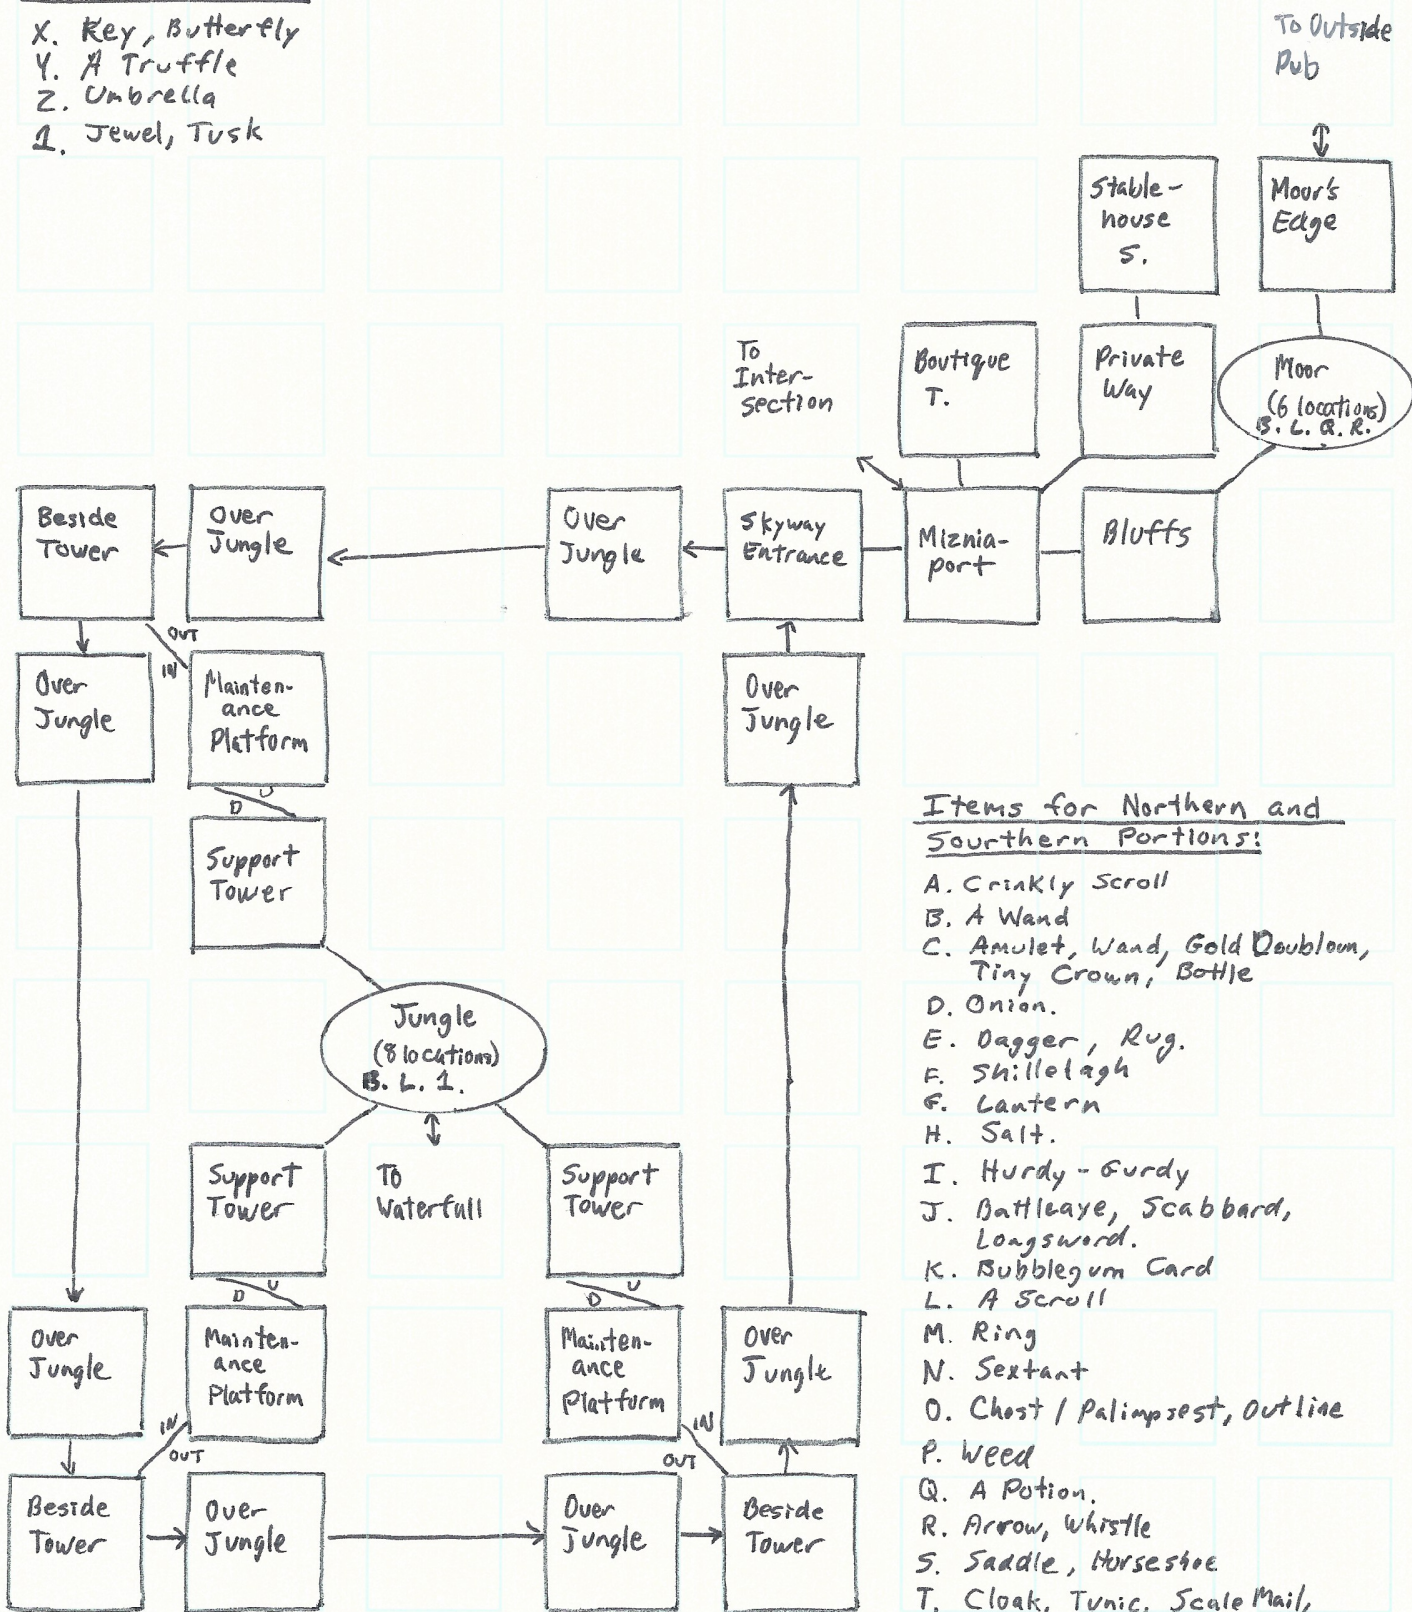 X. Key, Butterfly
Y. A Truffle
Z. Umbrella
1. Jewel, Tusk
To Outside
Pub
Stable-
house
S.
Moor's
Edge
To
Inter-
section
Boutique
T.
Private
Way
Moor
(6 locations)
B. L. Q. R.
Beside
Tower
Over
Jungle
Over
Jungle
Skyway
Entrance
Miznia-
port
Bluffs
OUT
IN
Over
Jungle
Mainten-
ance
Platform
Over
Jungle
U
D
Support
Tower
Jungle
(8 locations)
B. L. 1.
Support
Tower
To
Waterfall
Support
Tower
U
D
U
D
Over
Jungle
Mainten-
ance
Platform
Mainten-
ance
Platform
Over
Jungle
IN
OUT
IN
OUT
Beside
Tower
Over
Jungle
Over
Jungle
Beside
Tower
Items for Northern and
Sourthern Portions:
A. Crinkly Scroll
B. A Wand
C. Amulet, Wand, Gold Doubloun,
Tiny Crown, Bottle
D. Onion.
E. Dagger, Rug.
F. Shillelagh
G. Lantern
H. Salt.
I. Hurdy-Gurdy
J. Battleaxe, Scabbard,
Longsword.
K. Bubblegum Card
L. A Scroll
M. Ring
N. Sextant
O. Chest / Palimpsest, Outline
P. Weed
Q. A Potion.
R. Arrow, Whistle
S. Saddle, Horseshoe
T. Cloak, Tunic, Scale Mail,